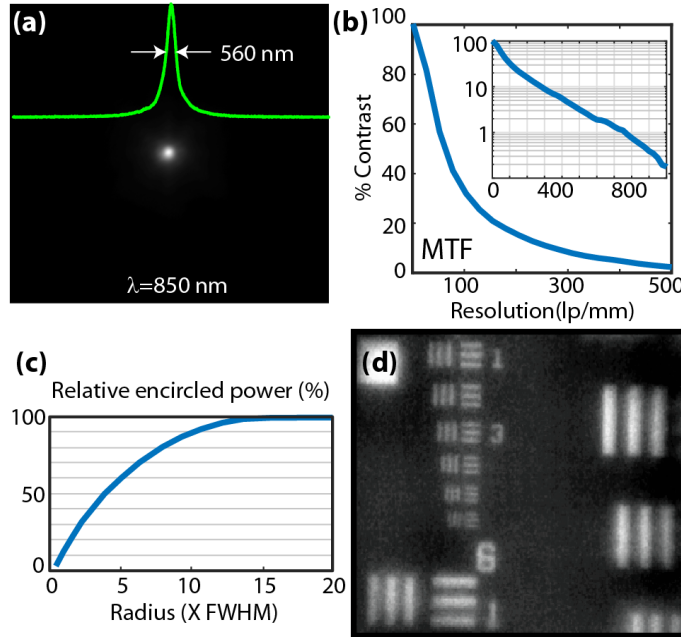 (a)
560 nm
λ=850 nm
(b)
% Contrast
100
80
60
40
20
0
100
10
1
0
400
800
MTF
100
300
500
Resolution(lp/mm)
(c)
Relative encircled power (%)
100
50
0
0
5
10
15
20
Radius (X FWHM)
(d)
1
3
6
1